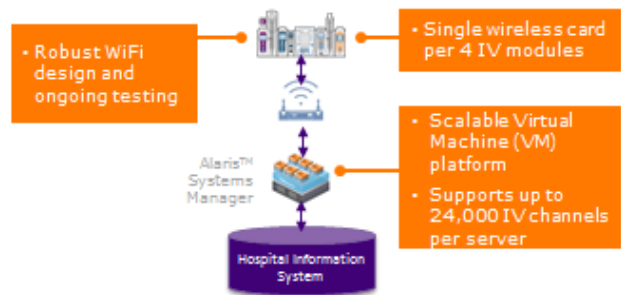 • Robust WiFi
design and
ongoing testing
• Single wireless card
per 4 IV modules
Alaris™
Systems
Manager
• Scalable Virtual
Machine (VM)
platform
• Supports up to
24,000 IV channels
per server
Hospital Information
System